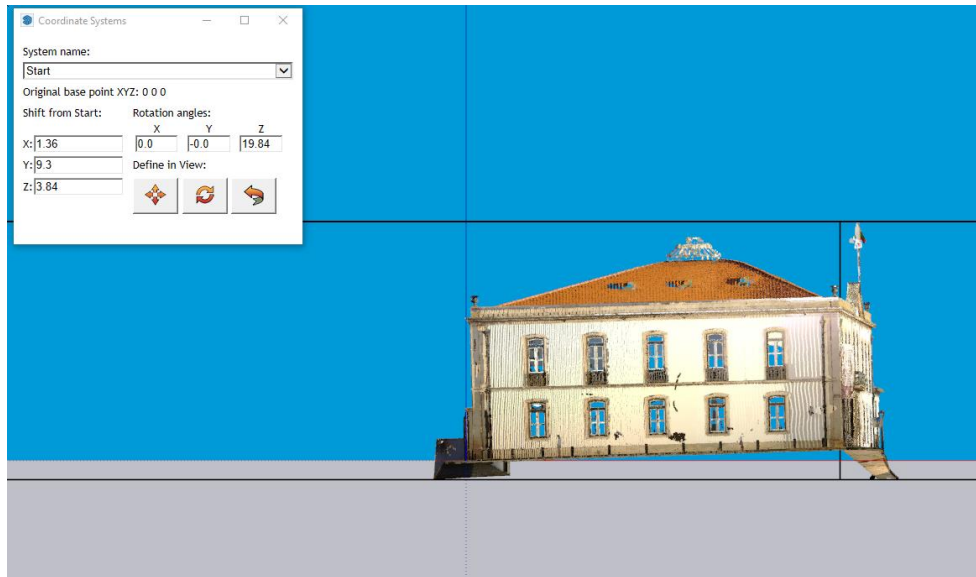 Coordinate Systems
System name:
Start
Original base point XYZ: 0 0 0
Shift from Start: Rotation angles:
X Y Z
X: 1.36 0.0 -0.0 19.84
Y: 9.3 Define in View:
Z: 3.84